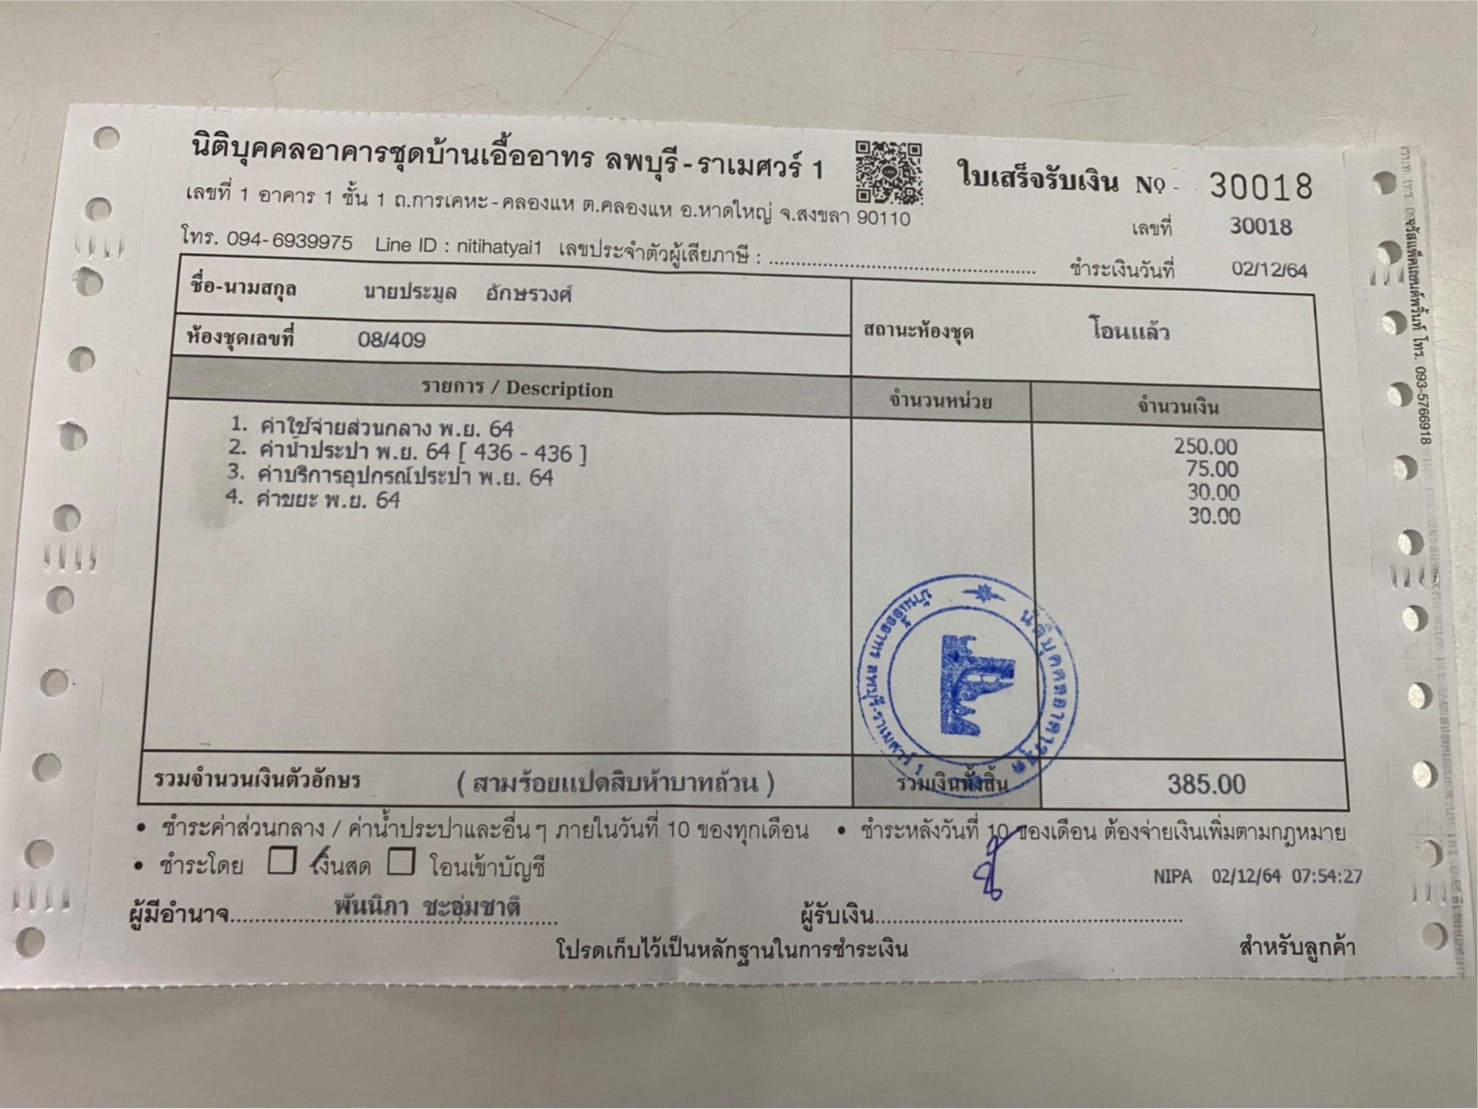 นิติบุคคลอาคารชุดบ้านเอื้ออาทร ลพบุรี-ราเมศวร์ 1
ใบเสร็จรับเงิน No 30018
เลขที่ 1 อาคาร 1 ชั้น 1 ถ.การเคหะ-คลองแห ต.คลองแห อ.หาดใหญ่ จ.สงขลา 90110
เลขที่ 30018
โทร. 094-6939975 Line ID : nitihatyai1 เลขประจำตัวผู้เสียภาษี :
ชำระเงินวันที่ 02/12/64
ชื่อ-นามสกุล นายประมูล อักษรวงศ์
ห้องชุดเลขที่ 08/409
สถานะห้องชุด โอนแล้ว
รายการ / Description จำนวนหน่วย จำนวนเงิน
1. ค่าใช้จ่ายส่วนกลาง พ.ย. 64 250.00
2. ค่าน้ำประปา พ.ย. 64 [ 436 - 436 ] 75.00
3. ค่าบริการอุปกรณ์ประปา พ.ย. 64 30.00
4. ค่าขยะ พ.ย. 64 30.00
นิติบุคคลอาคารชุด
บ้านเอื้ออาทร ลพบุรี-ราเมศวร์ 1
รวมจำนวนเงินตัวอักษร ( สามร้อยแปดสิบห้าบาทถ้วน ) รวมเงินทั้งสิ้น 385.00
• ชำระค่าส่วนกลาง / ค่าน้ำประปาและอื่นๆ ภายในวันที่ 10 ของทุกเดือน • ชำระหลังวันที่ 10 ของเดือน ต้องจ่ายเงินเพิ่มตามกฎหมาย
• ชำระโดย เงินสด โอนเข้าบัญชี
NIPA 02/12/64 07:54:27
ผู้มีอำนาจ พันนิภา ชะอุ่มชาติ ผู้รับเงิน
โปรดเก็บไว้เป็นหลักฐานในการชำระเงิน
สำหรับลูกค้า
โทร. 093-5766918